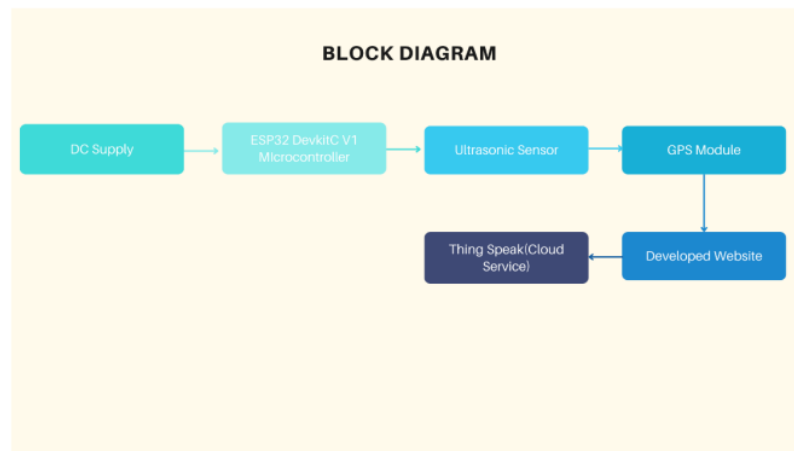 BLOCK DIAGRAM
DC Supply
ESP32 DevkitC V1
MIcrocontroller
Ultrasonic Sensor
GPS Module
Thing Speak(Cloud
Service)
Developed Website